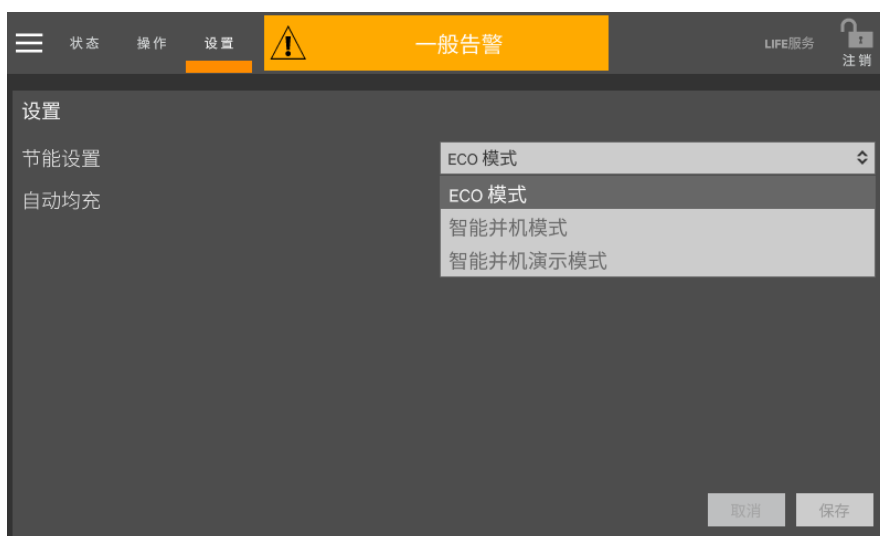 状态 操作 设置 一般告警 LIFE服务 注销
设置
节能设置 ECO 模式
自动均充 ECO 模式
智能并机模式
智能并机演示模式
取消 保存